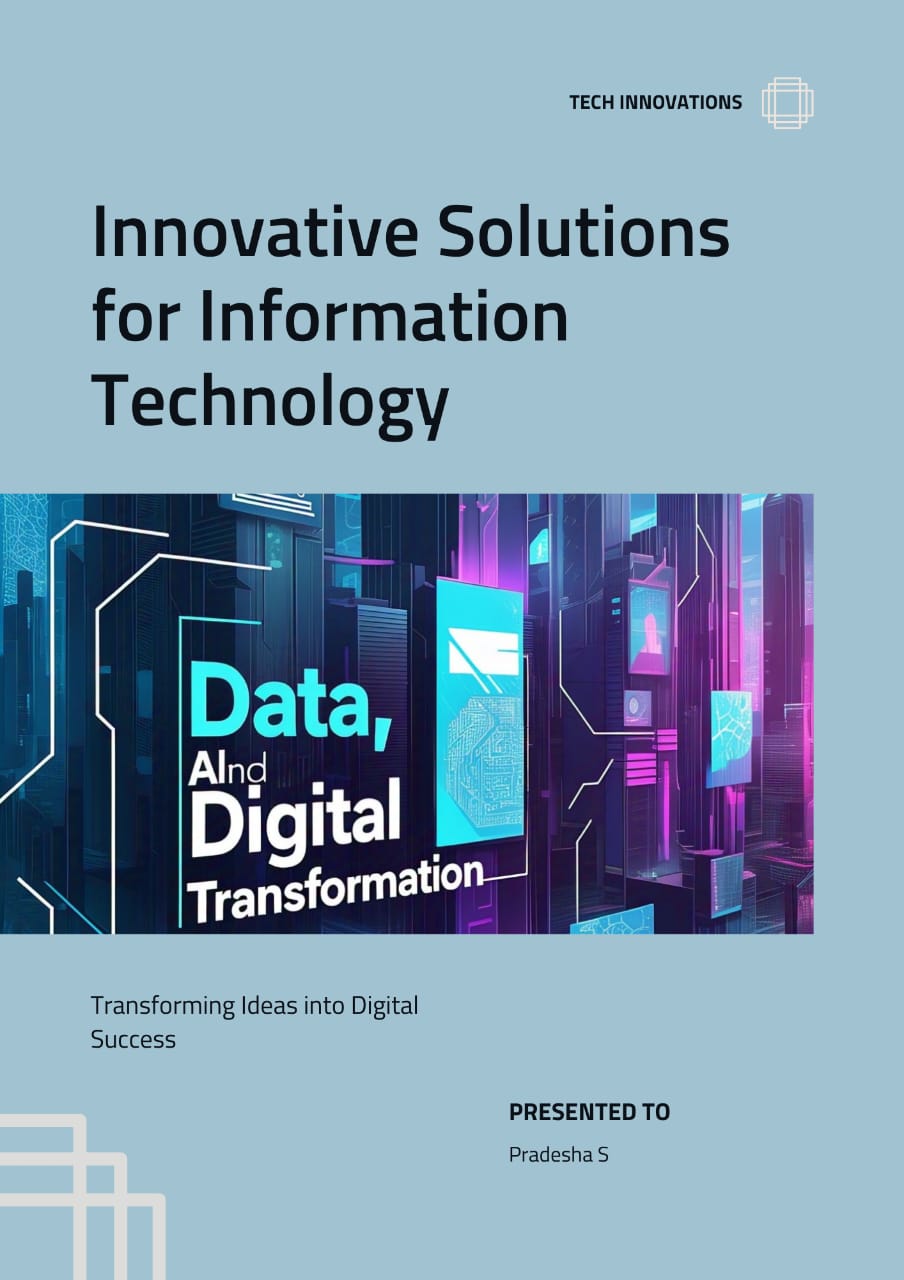 TECH INNOVATIONS
Innovative Solutions
for Information
Technology
Data,
AInd
Digital
Transformation
Transforming Ideas into Digital
Success
PRESENTED TO
Pradesha S